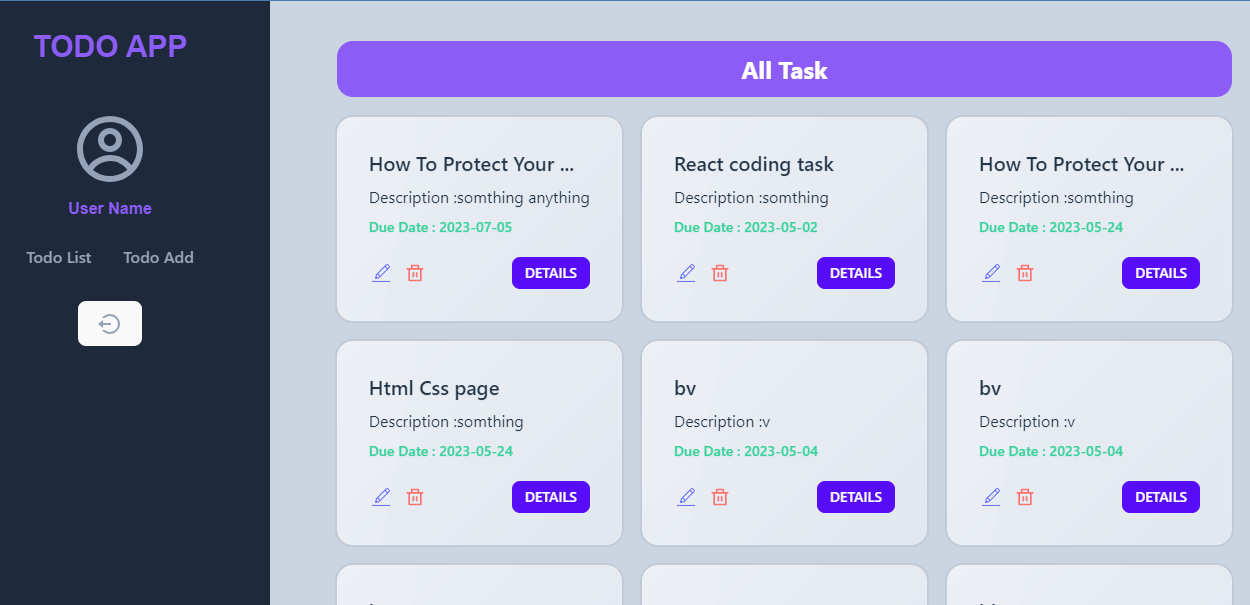 TODO APP
User Name
Todo List Todo Add
All Task
How To Protect Your ...
Description :somthing anything
Due Date : 2023-07-05
DETAILS
React coding task
Description :somthing
Due Date : 2023-05-02
DETAILS
How To Protect Your ...
Description :somthing
Due Date : 2023-05-24
DETAILS
Html Css page
Description :somthing
Due Date : 2023-05-24
DETAILS
bv
Description :v
Due Date : 2023-05-04
DETAILS
bv
Description :v
Due Date : 2023-05-04
DETAILS